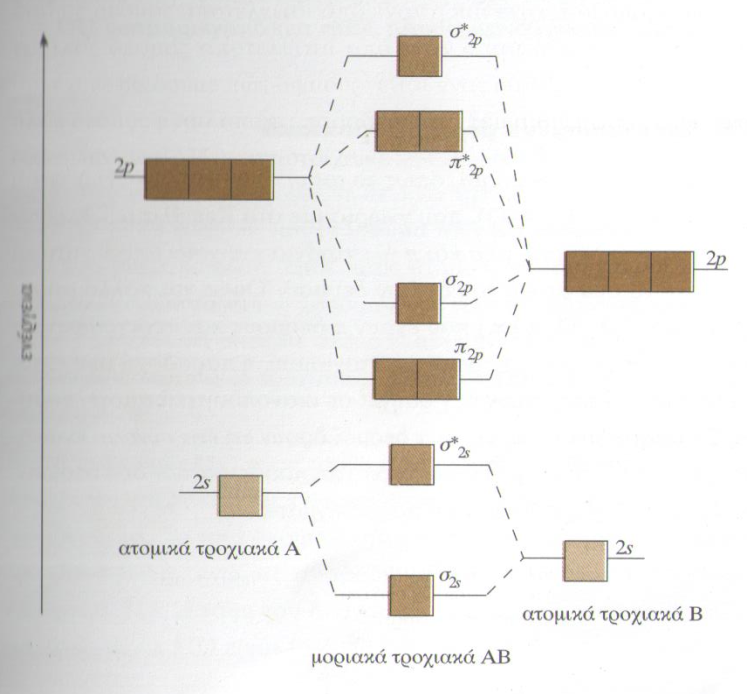 σ*2p
π*2p
2p
2p
σ2p
π2p
ενέργεια
σ*2s
2s
2s
ατομικά τροχιακά Α
σ2s
ατομικά τροχιακά Β
μοριακά τροχιακά ΑΒ